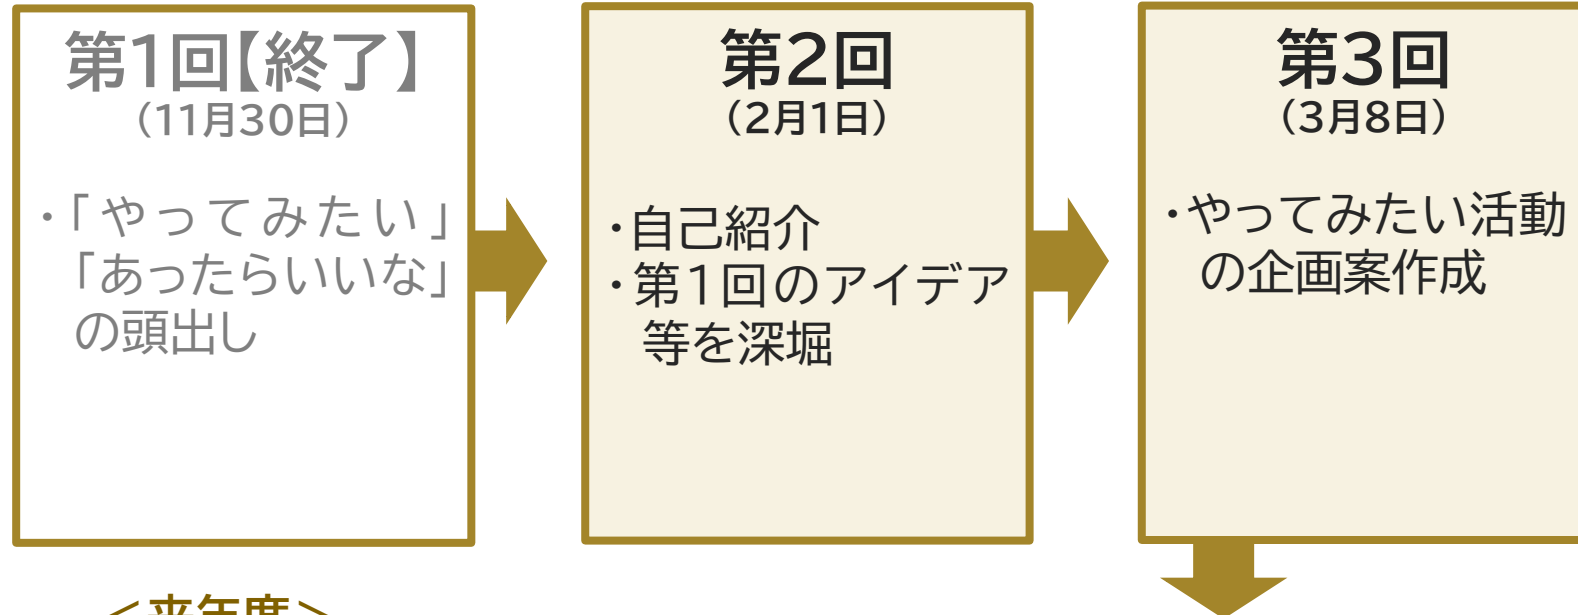 第1回【終了】
(11月30日)
・「やってみたい」
「あったらいいな」
の頭出し
第2回
(2月1日)
・自己紹介
・第1回のアイデア
等を深堀
第3回
(3月8日)
・やってみたい活動
の企画案作成
<来年度>